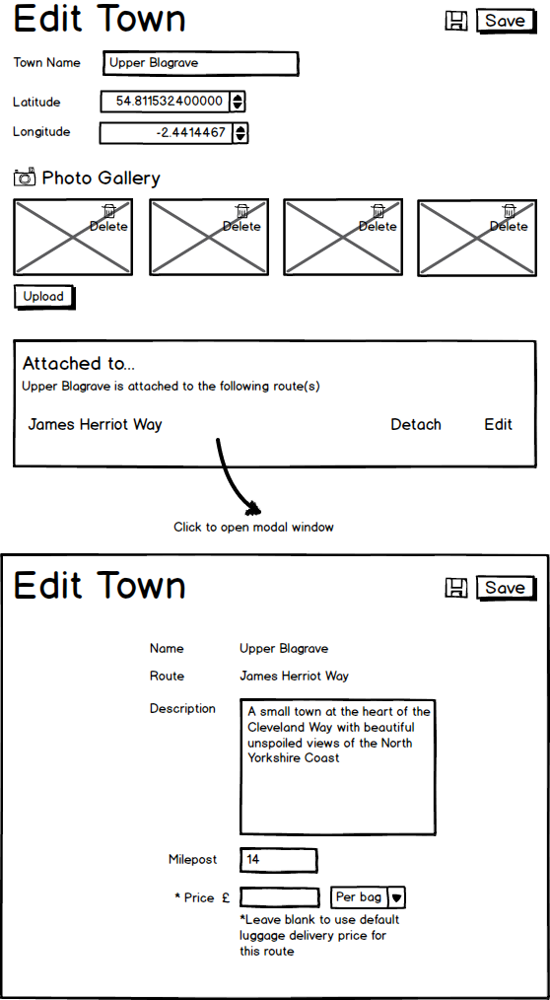 Edit Town
Save
Town Name
Upper Blagrave
Latitude
54.811532400000
Longitude
-2.4414467
Photo Gallery
Delete
Delete
Delete
Delete
Upload
Attached to...
Upper Blagrave is attached to the following route(s)
James Herriot Way
Detach
Edit
Click to open modal window
Edit Town
Save
Name
Upper Blagrave
Route
James Herriot Way
Description
A small town at the heart of the
Cleveland Way with beautiful
unspoiled views of the North
Yorkshire Coast
Milepost
14
* Price £
Per bag
*Leave blank to use default
luggage delivery price for
this route